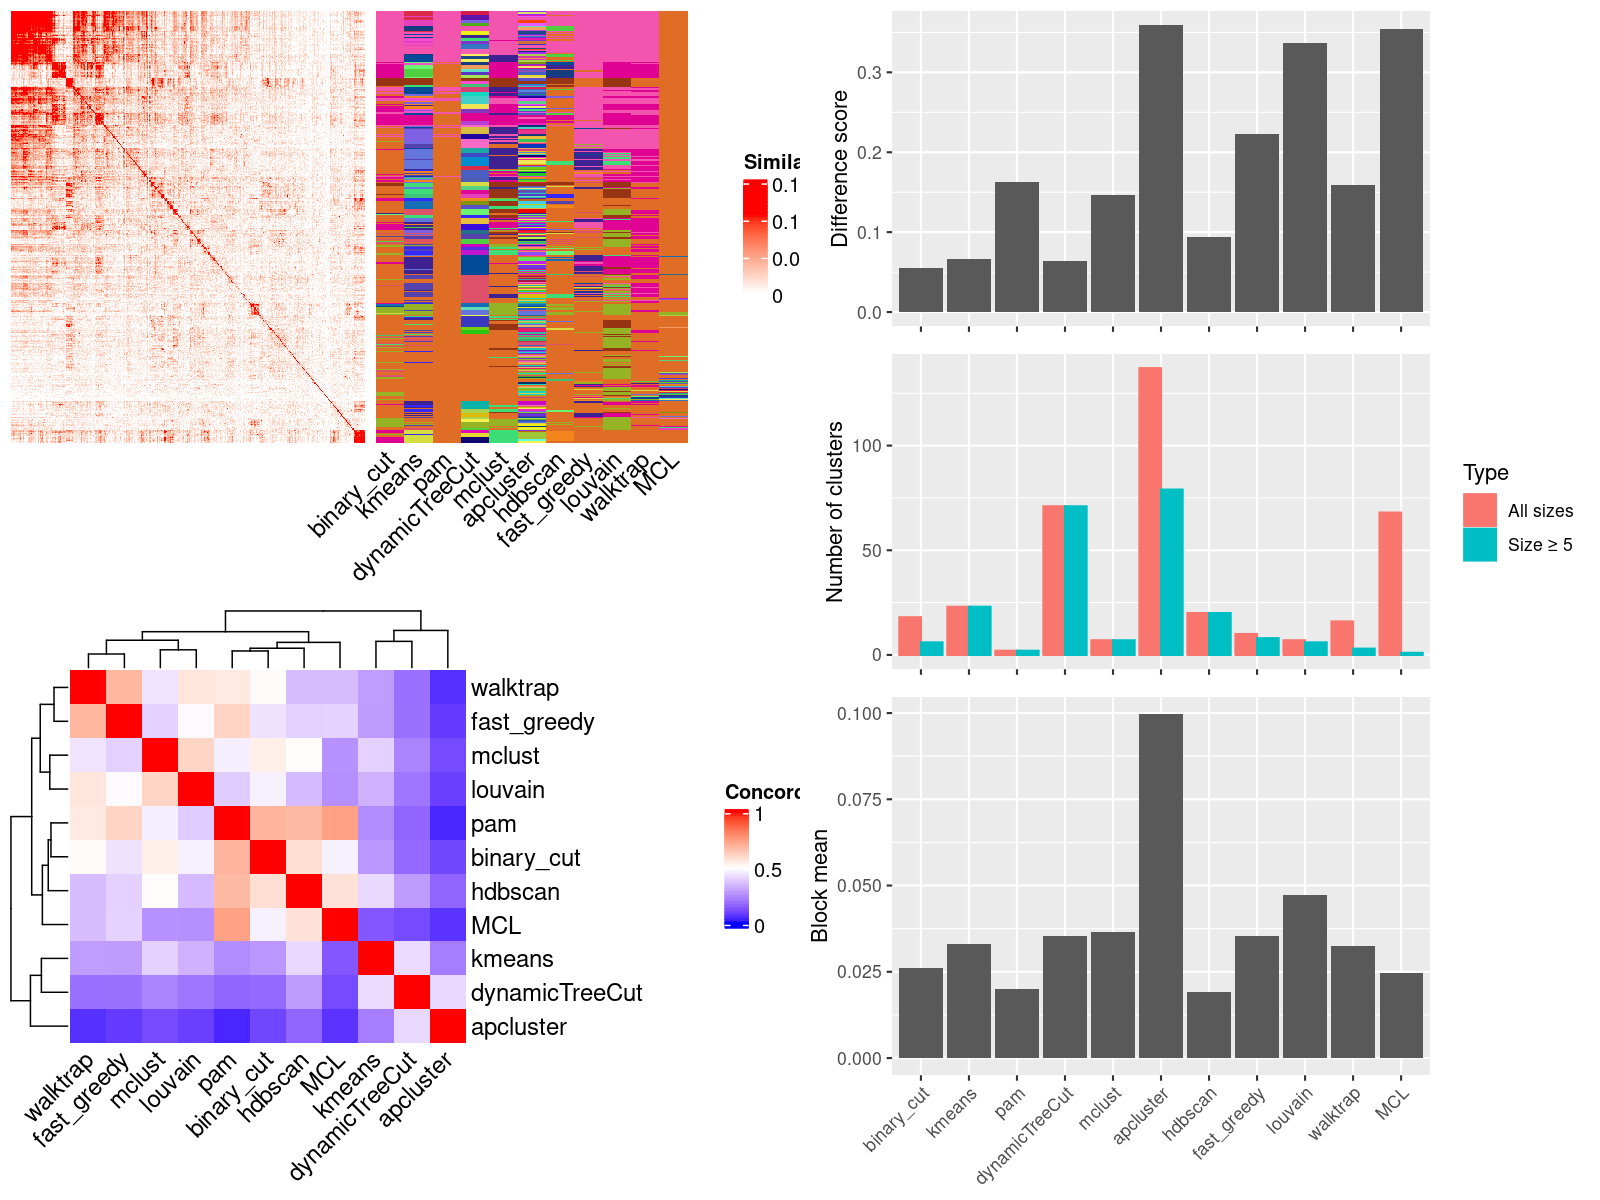 Simila
0.1
0.1
0.0
0
binary_cut
kmeans
pam
dynamicTreeCut
mclust
apcluster
hdbscan
fast_greedy
louvain
walktrap
MCL
walktrap
fast_greedy
mclust
louvain
pam
binary_cut
hdbscan
MCL
kmeans
dynamicTreeCut
apcluster
walktrap
fast_greedy
mclust
louvain
pam
binary_cut
hdbscan
MCL
kmeans
dynamicTreeCut
apcluster
Concord
1
0.5
0
Difference score
0.3
0.2
0.1
0.0
Number of clusters
100
50
0
Type
All sizes
Size ≥ 5
Block mean
0.100
0.075
0.050
0.025
0.000
binary_cut
kmeans
pam
dynamicTreeCut
mclust
apcluster
hdbscan
fast_greedy
louvain
walktrap
MCL